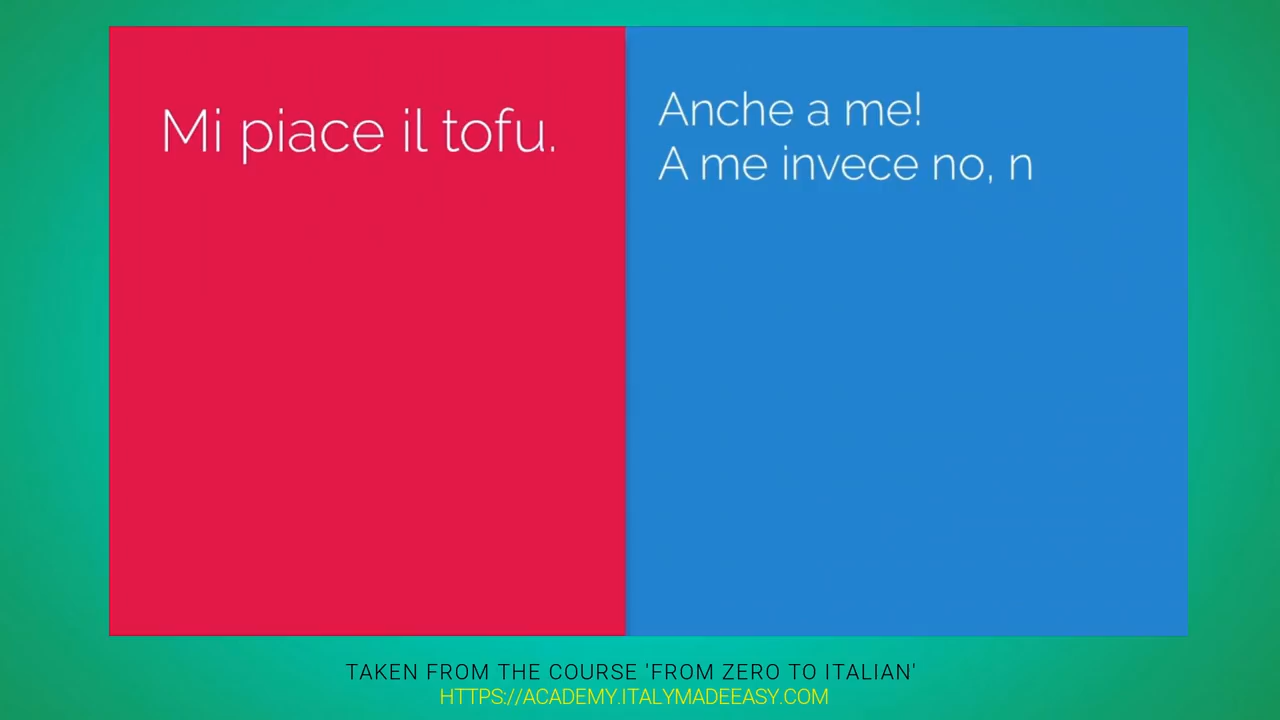 Mi piace il tofu.
Anche a me!
A me invece no, n
TAKEN FROM THE COURSE 'FROM ZERO TO ITALIAN'
HTTPS://ACADEMY.ITALYMADEEASY.COM